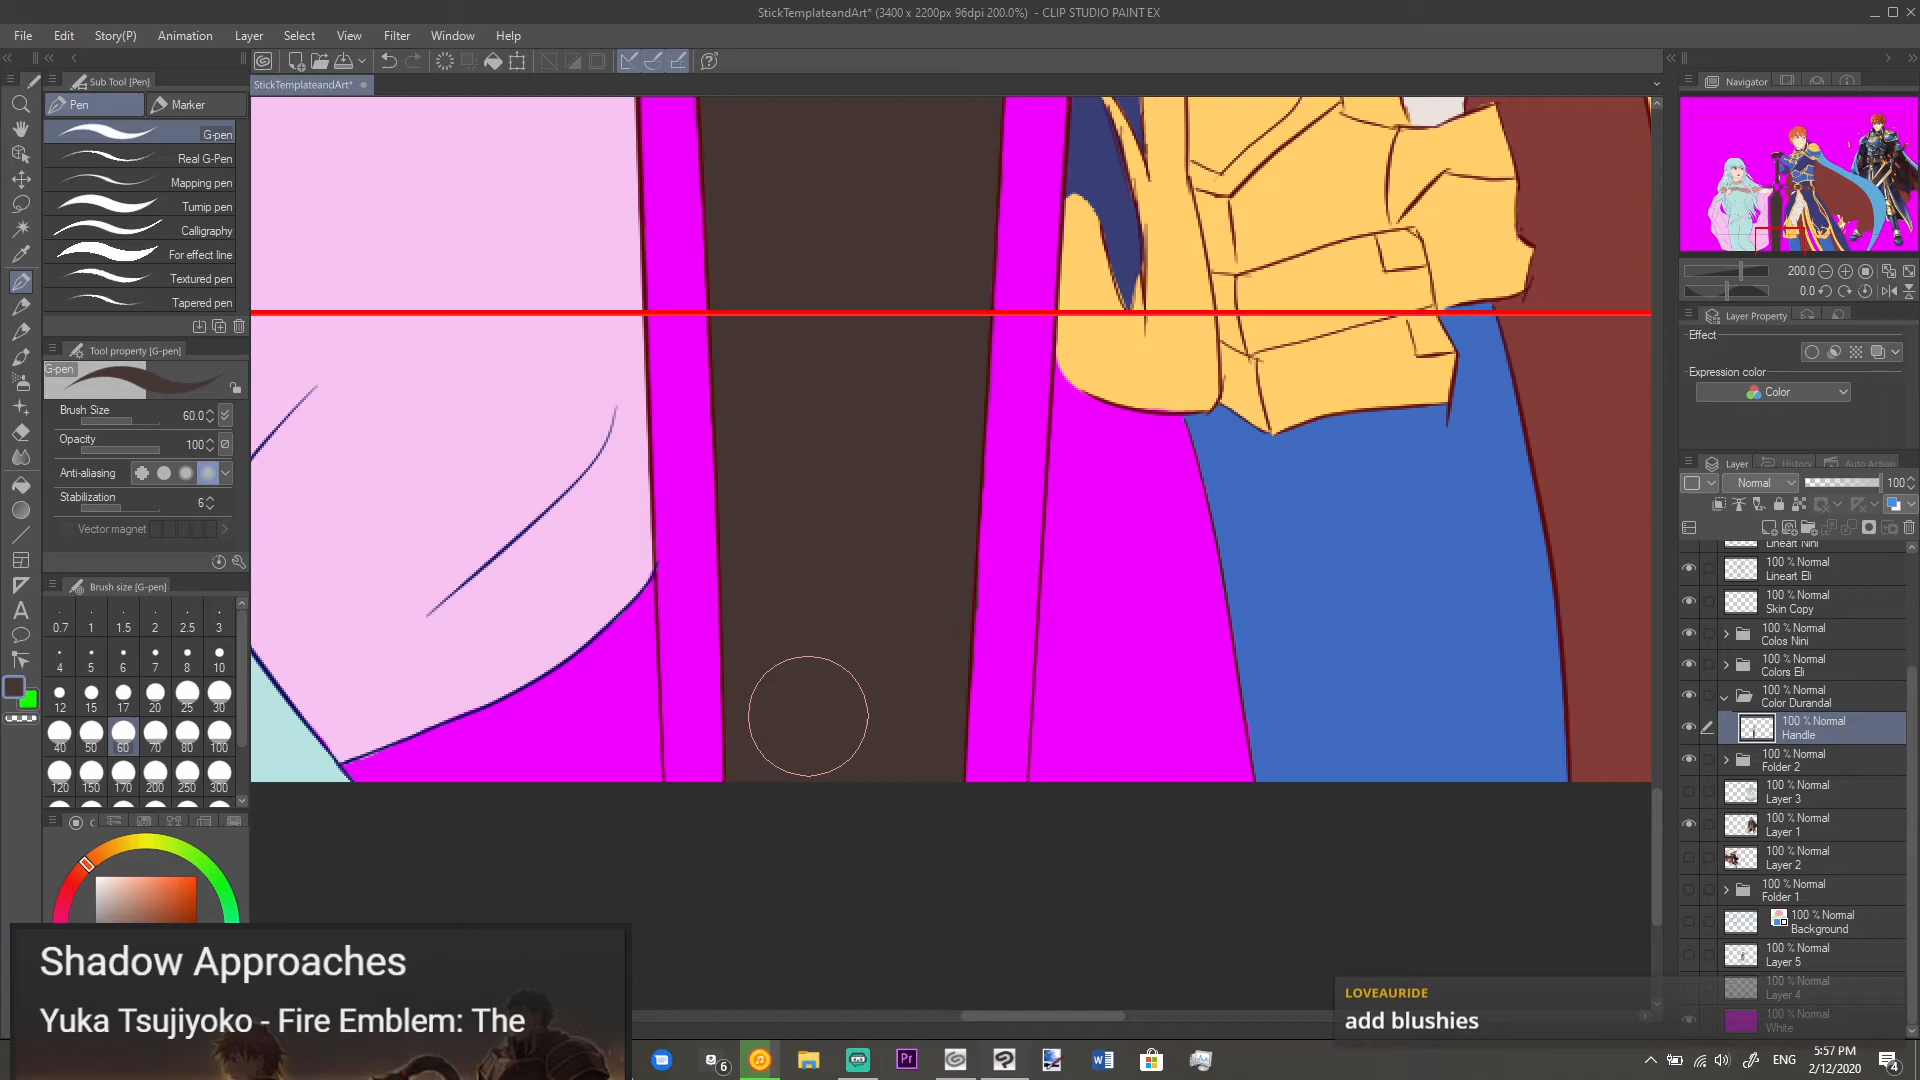 StickTemplateandArt* (3400 x 2200px 96dpi 200.0%) - CLIP STUDIO PAINT EX
File Edit Story(P) Animation Layer Select View Filter Window Help
Sub Tool [Pen]
StickTemplateandArt*
Navigator
Pen Marker
G-pen
Real G-Pen
Mapping pen
Turnip pen
Calligraphy
For effect line
Textured pen
Tapered pen
Tool property [G-pen]
G-pen
Brush Size 60.0
Opacity 100
Anti-aliasing
Stabilization 6
Vector magnet
Brush size [G-pen]
0.7 1 1.5 2 2.5 3
4 5 6 7 8 10
12 15 17 20 25 30
40 50 60 70 80 100
120 150 170 200 250 300
200.0
0.0
Layer Property
Effect
Expression color
Color
Layer History Auto Action
Normal 100
Lineart Nini
100 % Normal
Lineart Eli
100 % Normal
Skin Copy
100 % Normal
Colos Nini
100 % Normal
Colors Eli
100 % Normal
Color Durandal
100 % Normal
Handle
100 % Normal
Folder 2
100 % Normal
Layer 3
100 % Normal
Layer 1
100 % Normal
Layer 2
100 % Normal
Folder 1
100 % Normal
Background
100 % Normal
Layer 5
100 % Normal
Layer 4
100 % Normal
White
Shadow Approaches
Yuka Tsujiyoko - Fire Emblem: The
LOVEAURIDE
add blushies
6
Pr
ENG
5:57 PM
2/12/2020
4